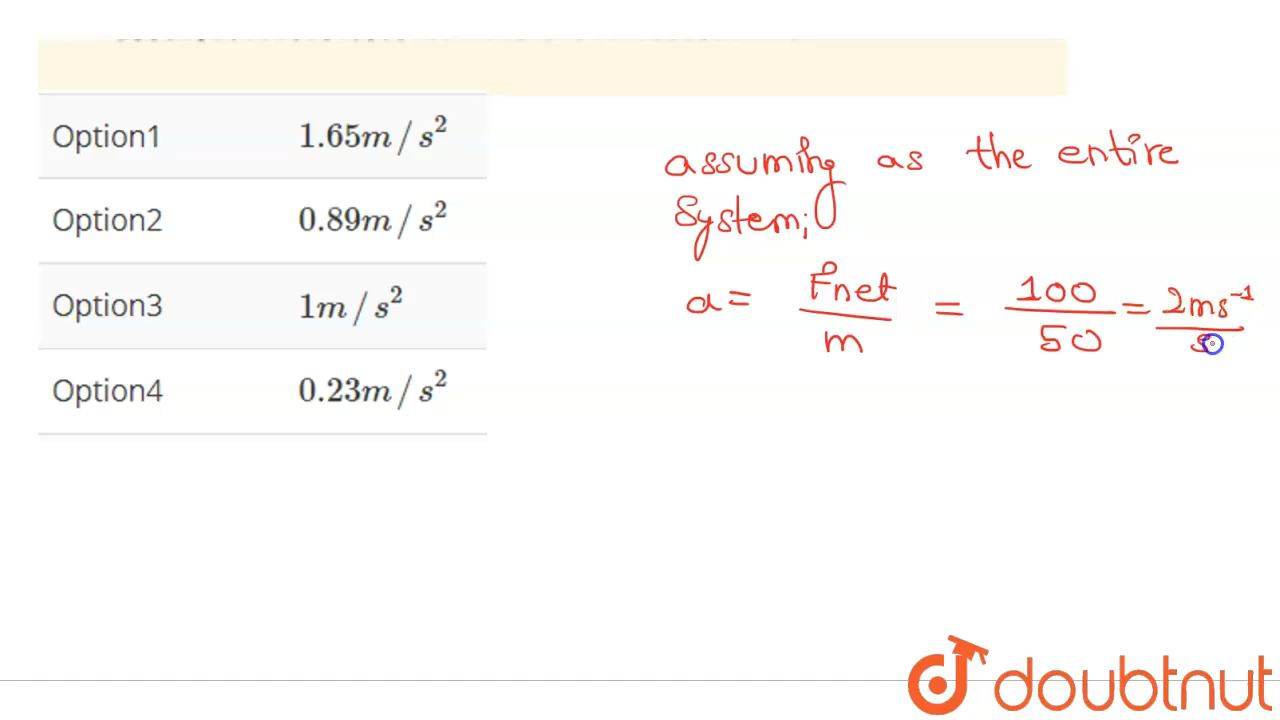 Option1 1.65m/s²
Option2 0.89m/s²
Option3 1m/s²
Option4 0.23m/s²
assuming as the entire
System;
a = Fnet/m = 100/50 = 2ms⁻¹/s
doubtnut